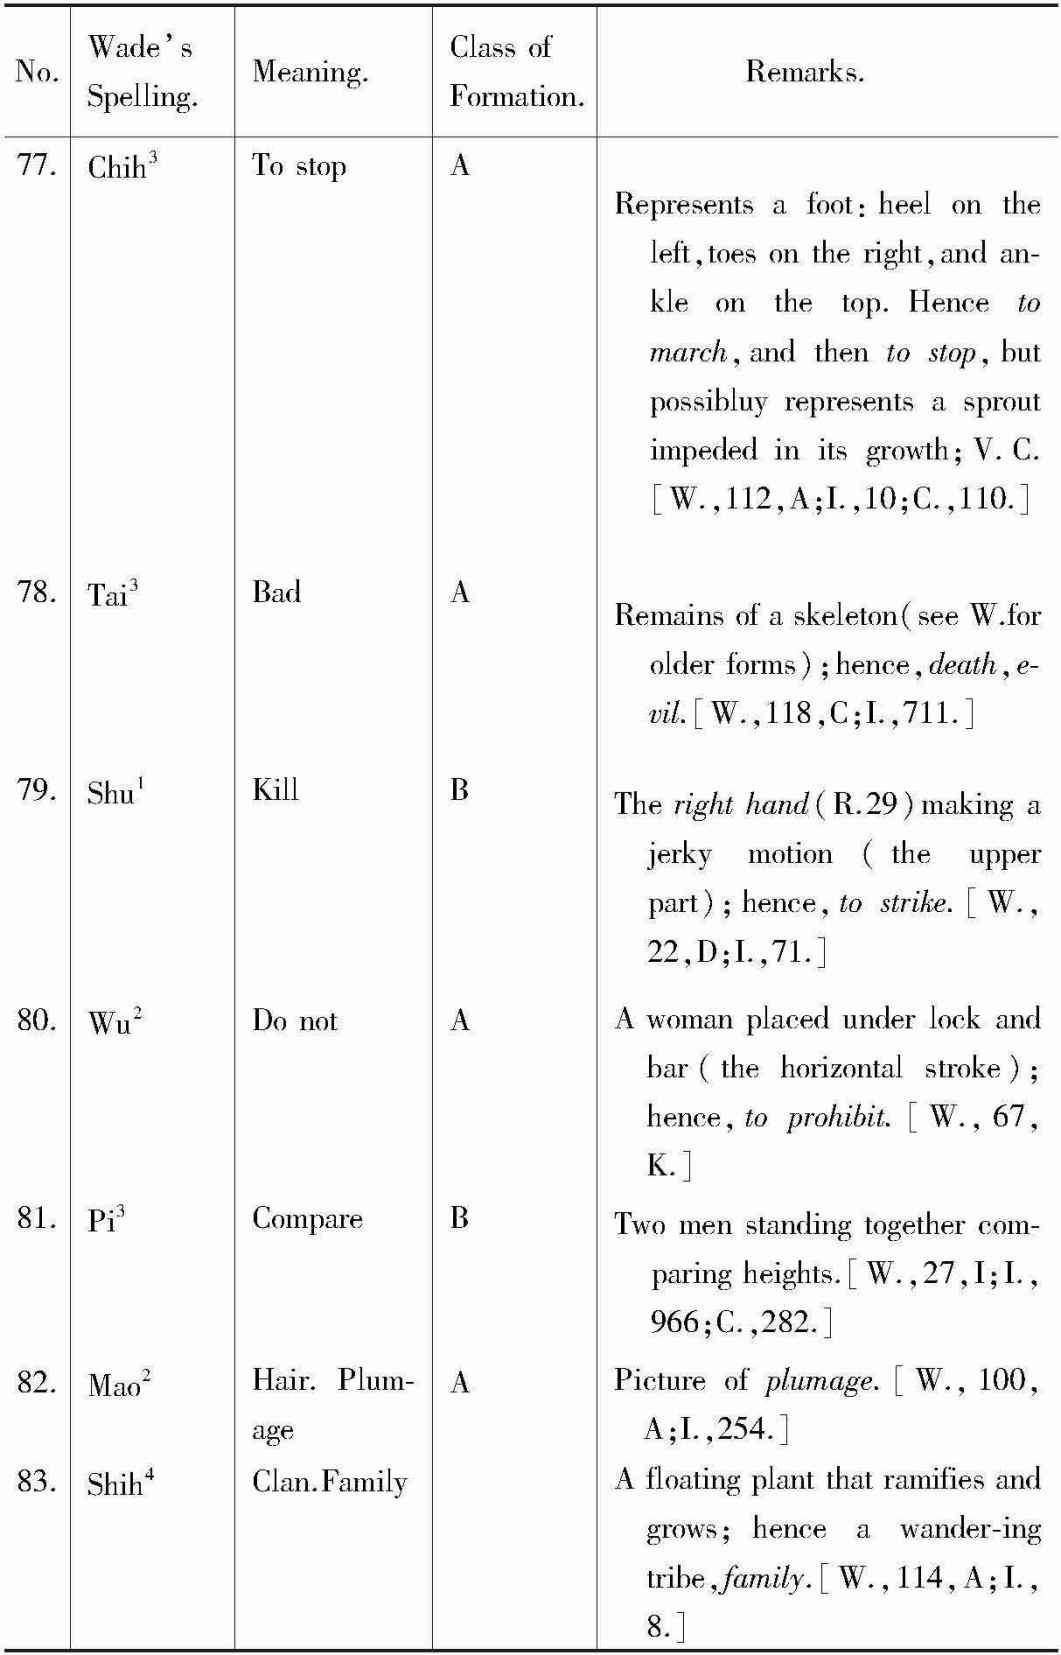 No. Wade's Spelling. Meaning. Class of Formation. Remarks.
77. Chih³ To stop A
Represents a foot: heel on the
left, toes on the right, and an-
kle on the top. Hence to
march, and then to stop, but
possibluy represents a sprout
impeded in its growth; V. C.
[W.,112,A;I.,10;C.,110.]
78. Tai³ Bad A
Remains of a skeleton(see W.for
older forms);hence,death,e-
vil.[W.,118,C;I.,711.]
79. Shu¹ Kill B
The right hand(R.29)making a
jerky motion (the upper
part); hence, to strike. [W.,
22,D;I.,71.]
80. Wu² Do not A A woman placed under lock and
bar (the horizontal stroke);
hence, to prohibit. [W., 67,
K.]
81. Pi³ Compare B Two men standing together com-
paring heights.[W.,27,I;I.,
966;C.,282.]
82. Mao² Hair. Plum- A Picture of plumage. [W., 100,
age A;I.,254.]
83. Shih⁴ Clan.Family A floating plant that ramifies and
grows; hence a wander-ing
tribe,family.[W.,114,A;I.,
8.]